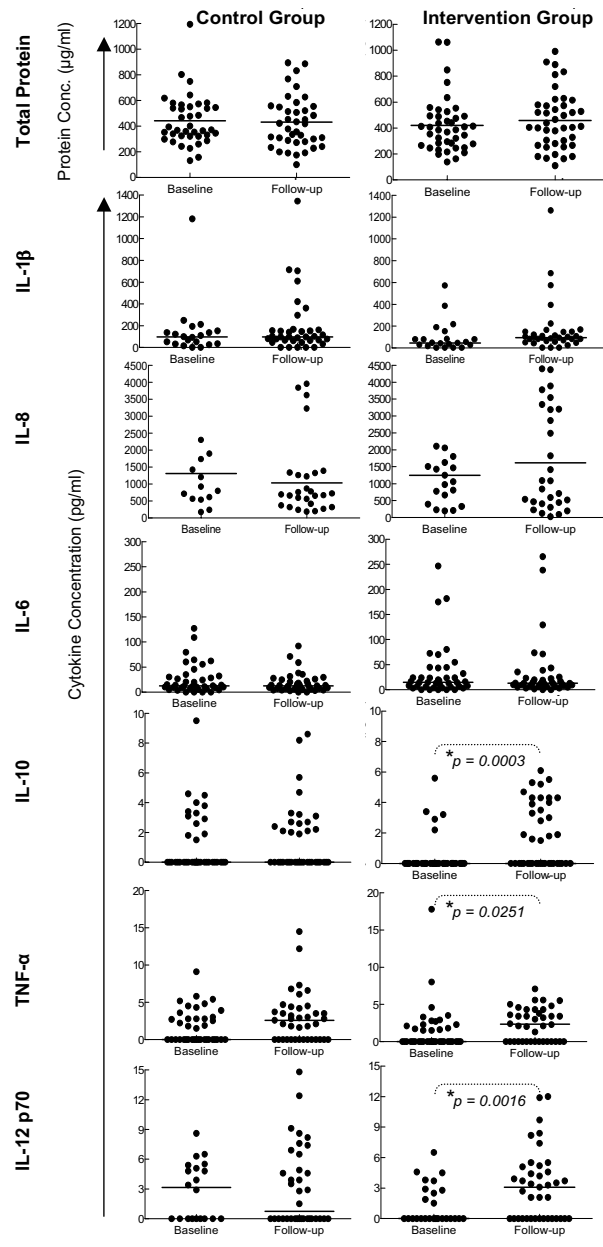 Control Group Intervention Group
Total Protein
Protein Conc. (µg/ml)
1200 1200
1000 1000
800 800
600 600
400 400
200 200
0 0
Baseline Follow-up Baseline Follow-up
Cytokine Concentration (pg/ml)
IL-1β
1400 1400
1200 1200
1000 1000
800 800
600 600
400 400
200 200
0 0
Baseline Follow-up Baseline Follow-up
IL-8
4500 4500
4000 4000
3500 3500
3000 3000
2500 2500
2000 2000
1500 1500
1000 1000
500 500
0 0
Baseline Follow-up Baseline Follow-up
IL-6
300 300
250 250
200 200
150 150
100 100
50 50
0 0
Baseline Follow-up Baseline Follow-up
IL-10
10 10
8 8
*p = 0.0003
6 6
4 4
2 2
0 0
Baseline Follow-up Baseline Follow-up
TNF-α
20 20
*p = 0.0251
15 15
10 10
5 5
0 0
Baseline Follow-up Baseline Follow-up
IL-12 p70
15 15
*p = 0.0016
12 12
9 9
6 6
3 3
0 0
Baseline Follow-up Baseline Follow-up